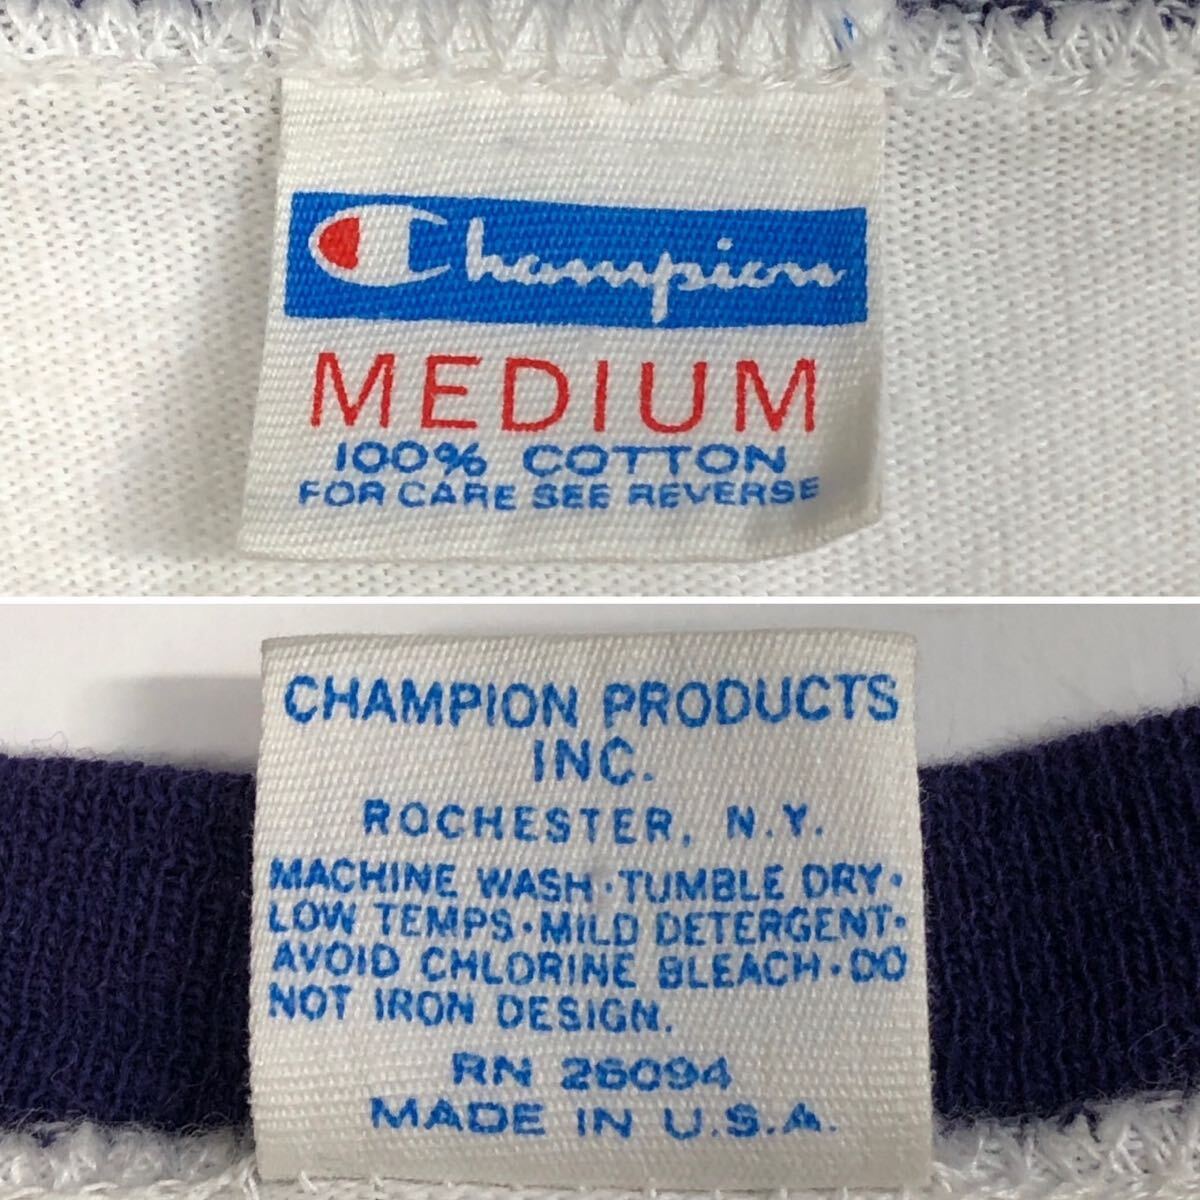 Champion
MEDIUM
100% COTTON
FOR CARE SEE REVERSE
CHAMPION PRODUCTS
INC.
ROCHESTER, N.Y.
MACHINE WASH·TUMBLE DRY·
LOW TEMPS·MILD DETERGENT·
AVOID CHLORINE BLEACH·DO
NOT IRON DESIGN.
RN 26094
MADE IN U.S.A.